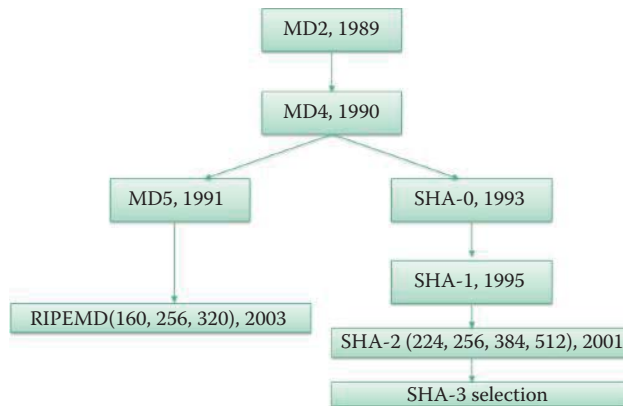 MD2, 1989
MD4, 1990
MD5, 1991
SHA-0, 1993
SHA-1, 1995
RIPEMD(160, 256, 320), 2003
SHA-2 (224, 256, 384, 512), 2001
SHA-3 selection